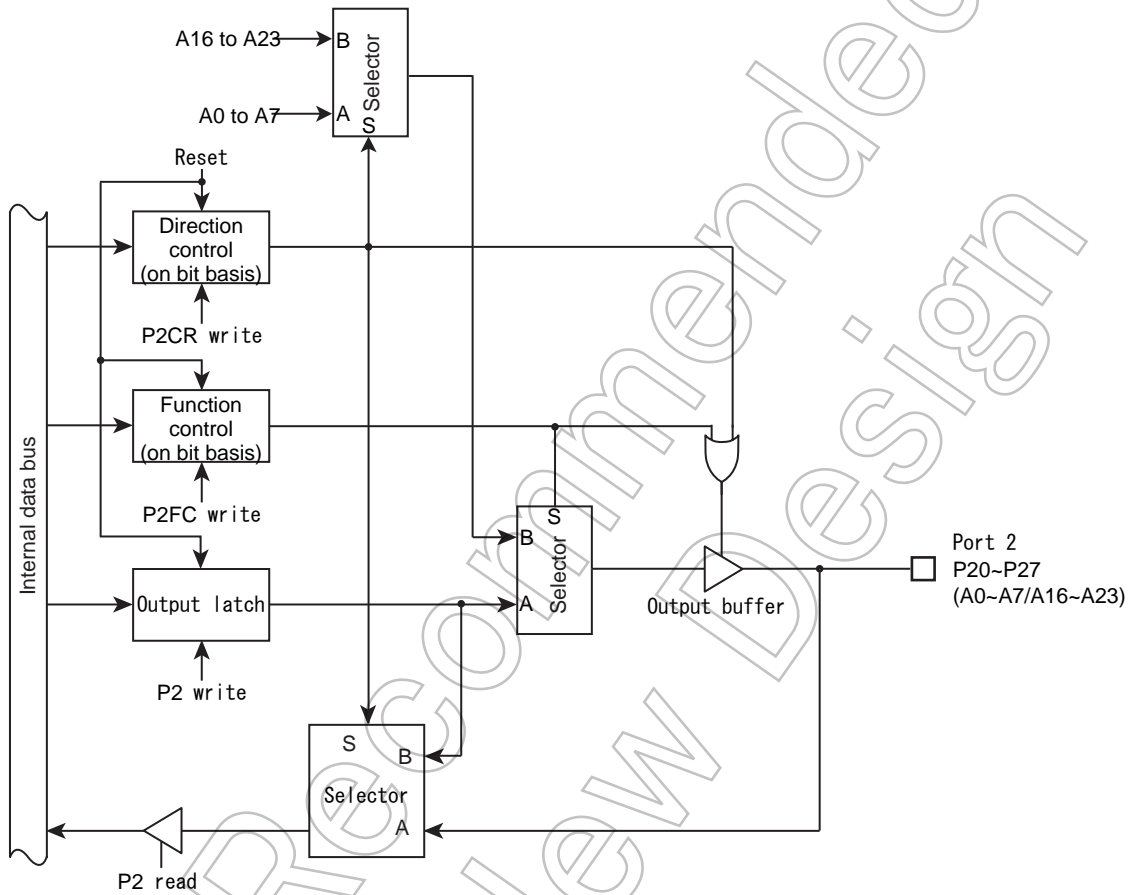 A16 to A23
B
Selector
A0 to A7
A
S
Reset
Direction
control
(on bit basis)
P2CR write
Function
control
(on bit basis)
P2FC write
Internal data bus
S
B
Selector
A
Output buffer
Port 2
P20~P27
(A0~A7/A16~A23)
Output latch
P2 write
S
B
Selector
A
P2 read
Recommended
New Design